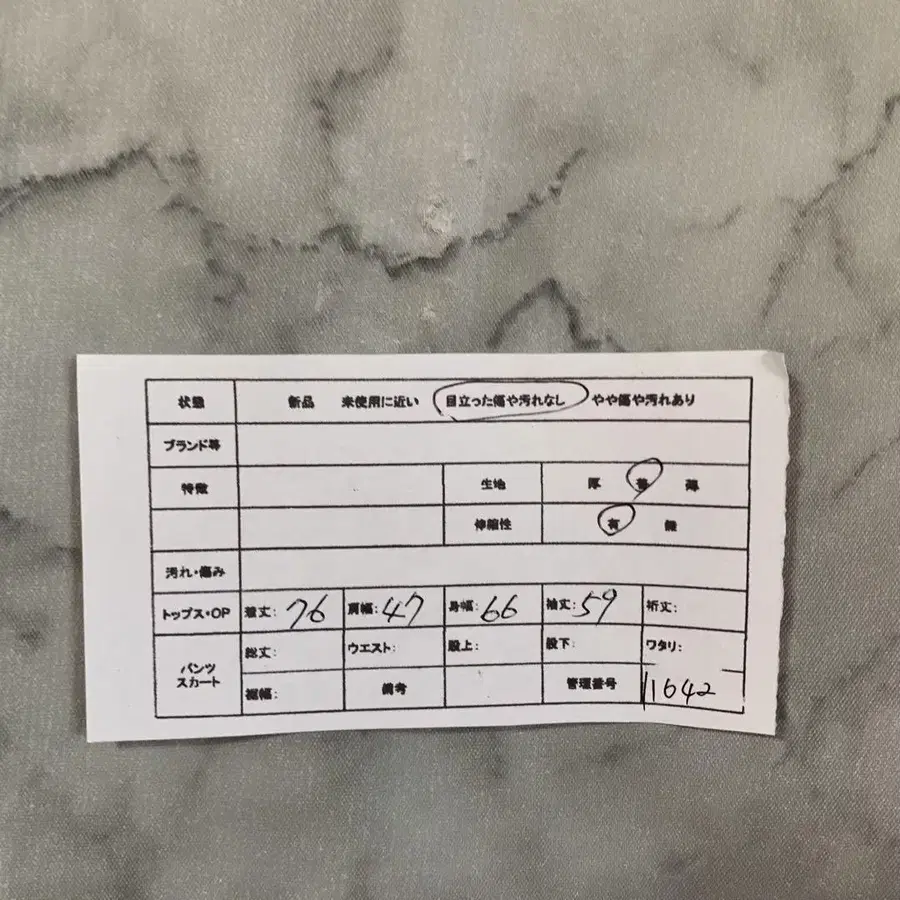 状態 新品 未使用に近い 目立った傷や汚れなし やや傷や汚れあり
ブランド等
特徴 生地 厚 普 薄
伸縮性 有 無
汚れ・傷み
トップス・OP 着丈: 76 肩幅: 47 身幅: 66 袖丈: 59 裄丈:
パンツ スカート 総丈: ウエスト: 股上: 股下: ワタリ:
裾幅: 備考 管理番号 1642